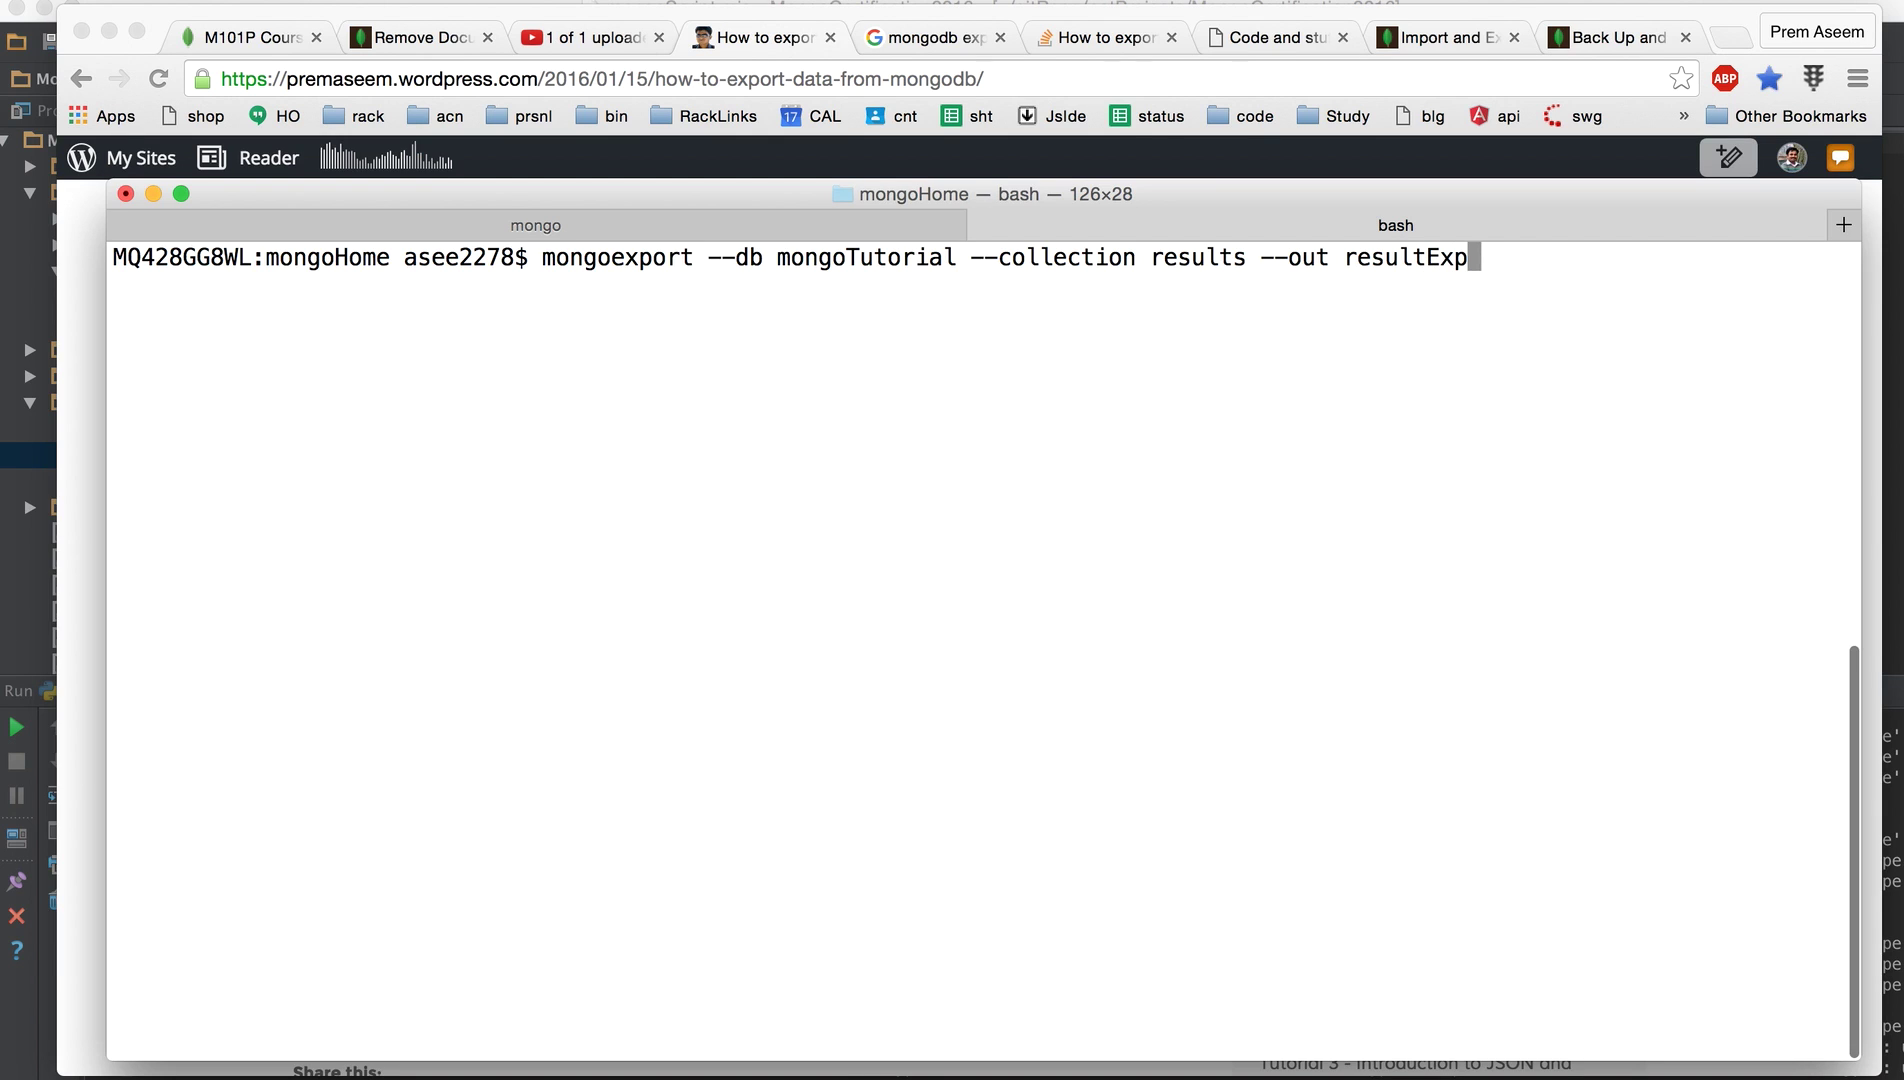 M101P Cours
Remove Docu
1 of 1 upload
How to expor
mongodb exp
How to expor
Code and stu
Import and Ex
Back Up and
Prem Aseem
https://premaseem.wordpress.com/2016/01/15/how-to-export-data-from-mongodb/
ABP
Apps
shop
HO
rack
acn
prsnl
bin
RackLinks
17
CAL
cnt
sht
JsIde
status
code
Study
blg
api
swg
»
Other Bookmarks
My Sites
Reader
mongoHome — bash — 126×28
mongo
bash
MQ428GG8WL:mongoHome asee2278$ mongoexport --db mongoTutorial --collection results --out resultExp
Run
Share this:
Tutorial 3 - Introduction to JSON and